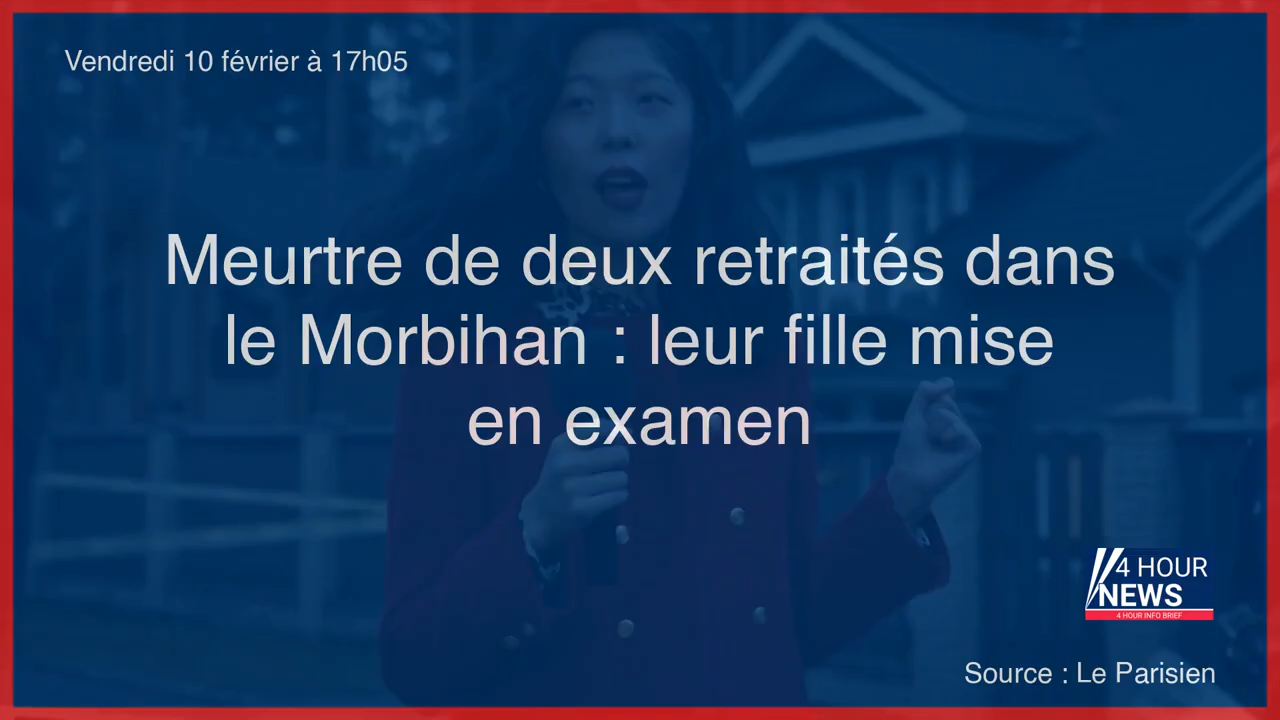 Vendredi 10 février à 17h05
Meurtre de deux retraités dans
le Morbihan : leur fille mise
en examen
4 HOUR
NEWS
4 HOUR INFO BRIEF
Source : Le Parisien